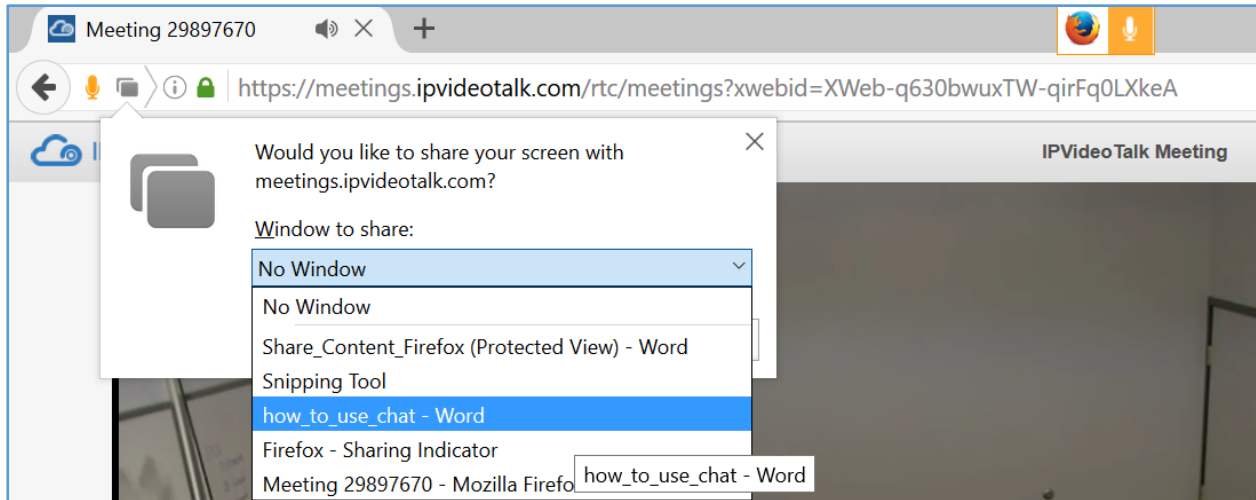 Meeting 29897670
https://meetings.ipvideotalk.com/rtc/meetings?xwebid=XWeb-q630bwuxTW-qirFq0LXkeA
IPVideoTalk Meeting
Would you like to share your screen with
meetings.ipvideotalk.com?
Window to share:
No Window
No Window
Share_Content_Firefox (Protected View) - Word
Snipping Tool
how_to_use_chat - Word
Firefox - Sharing Indicator
Meeting 29897670 - Mozilla Firefo
how_to_use_chat - Word